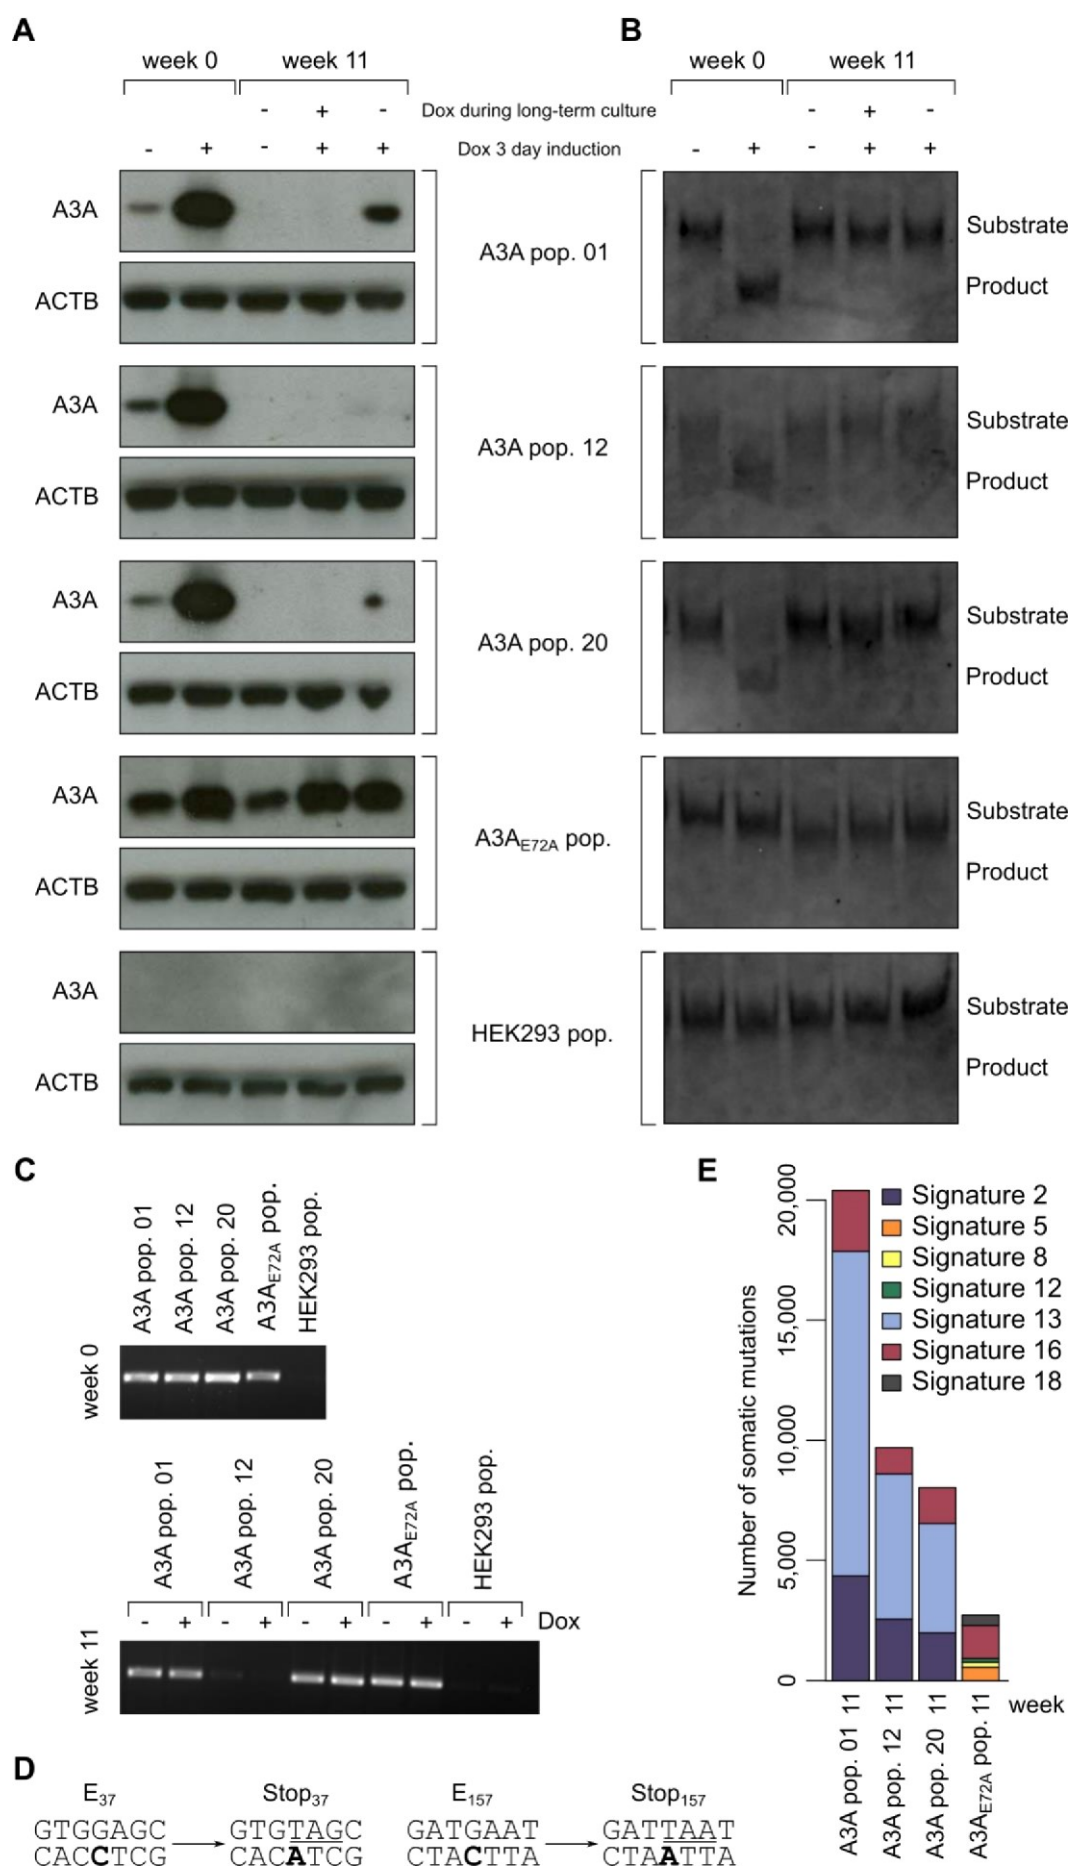 A
week 0 week 11
- + - Dox during long-term culture
- + - + + Dox 3 day induction
A3A
ACTB
A3A pop. 01
A3A
ACTB
A3A pop. 12
A3A
ACTB
A3A pop. 20
A3A
ACTB
A3AE72A pop.
A3A
ACTB
HEK293 pop.
B
week 0 week 11
- + -
- + - + +
Substrate
Product
Substrate
Product
Substrate
Product
Substrate
Product
Substrate
Product
C
A3A pop. 01
A3A pop. 12
A3A pop. 20
A3AE72A pop.
HEK293 pop.
week 0
A3A pop. 01
A3A pop. 12
A3A pop. 20
A3AE72A pop.
HEK293 pop.
- + - + - + - + - + Dox
week 11
D
E37 Stop37 E157 Stop157
GTGGAGC GTGTAGC GATGAAT GATTAAT
CACCTCG CACATCG CTACTTA CTAATTA
E
Number of somatic mutations
20,000
15,000
10,000
5,000
0
Signature 2
Signature 5
Signature 8
Signature 12
Signature 13
Signature 16
Signature 18
11 11 11 11 week
A3A pop. 01
A3A pop. 12
A3A pop. 20
A3AE72A pop.